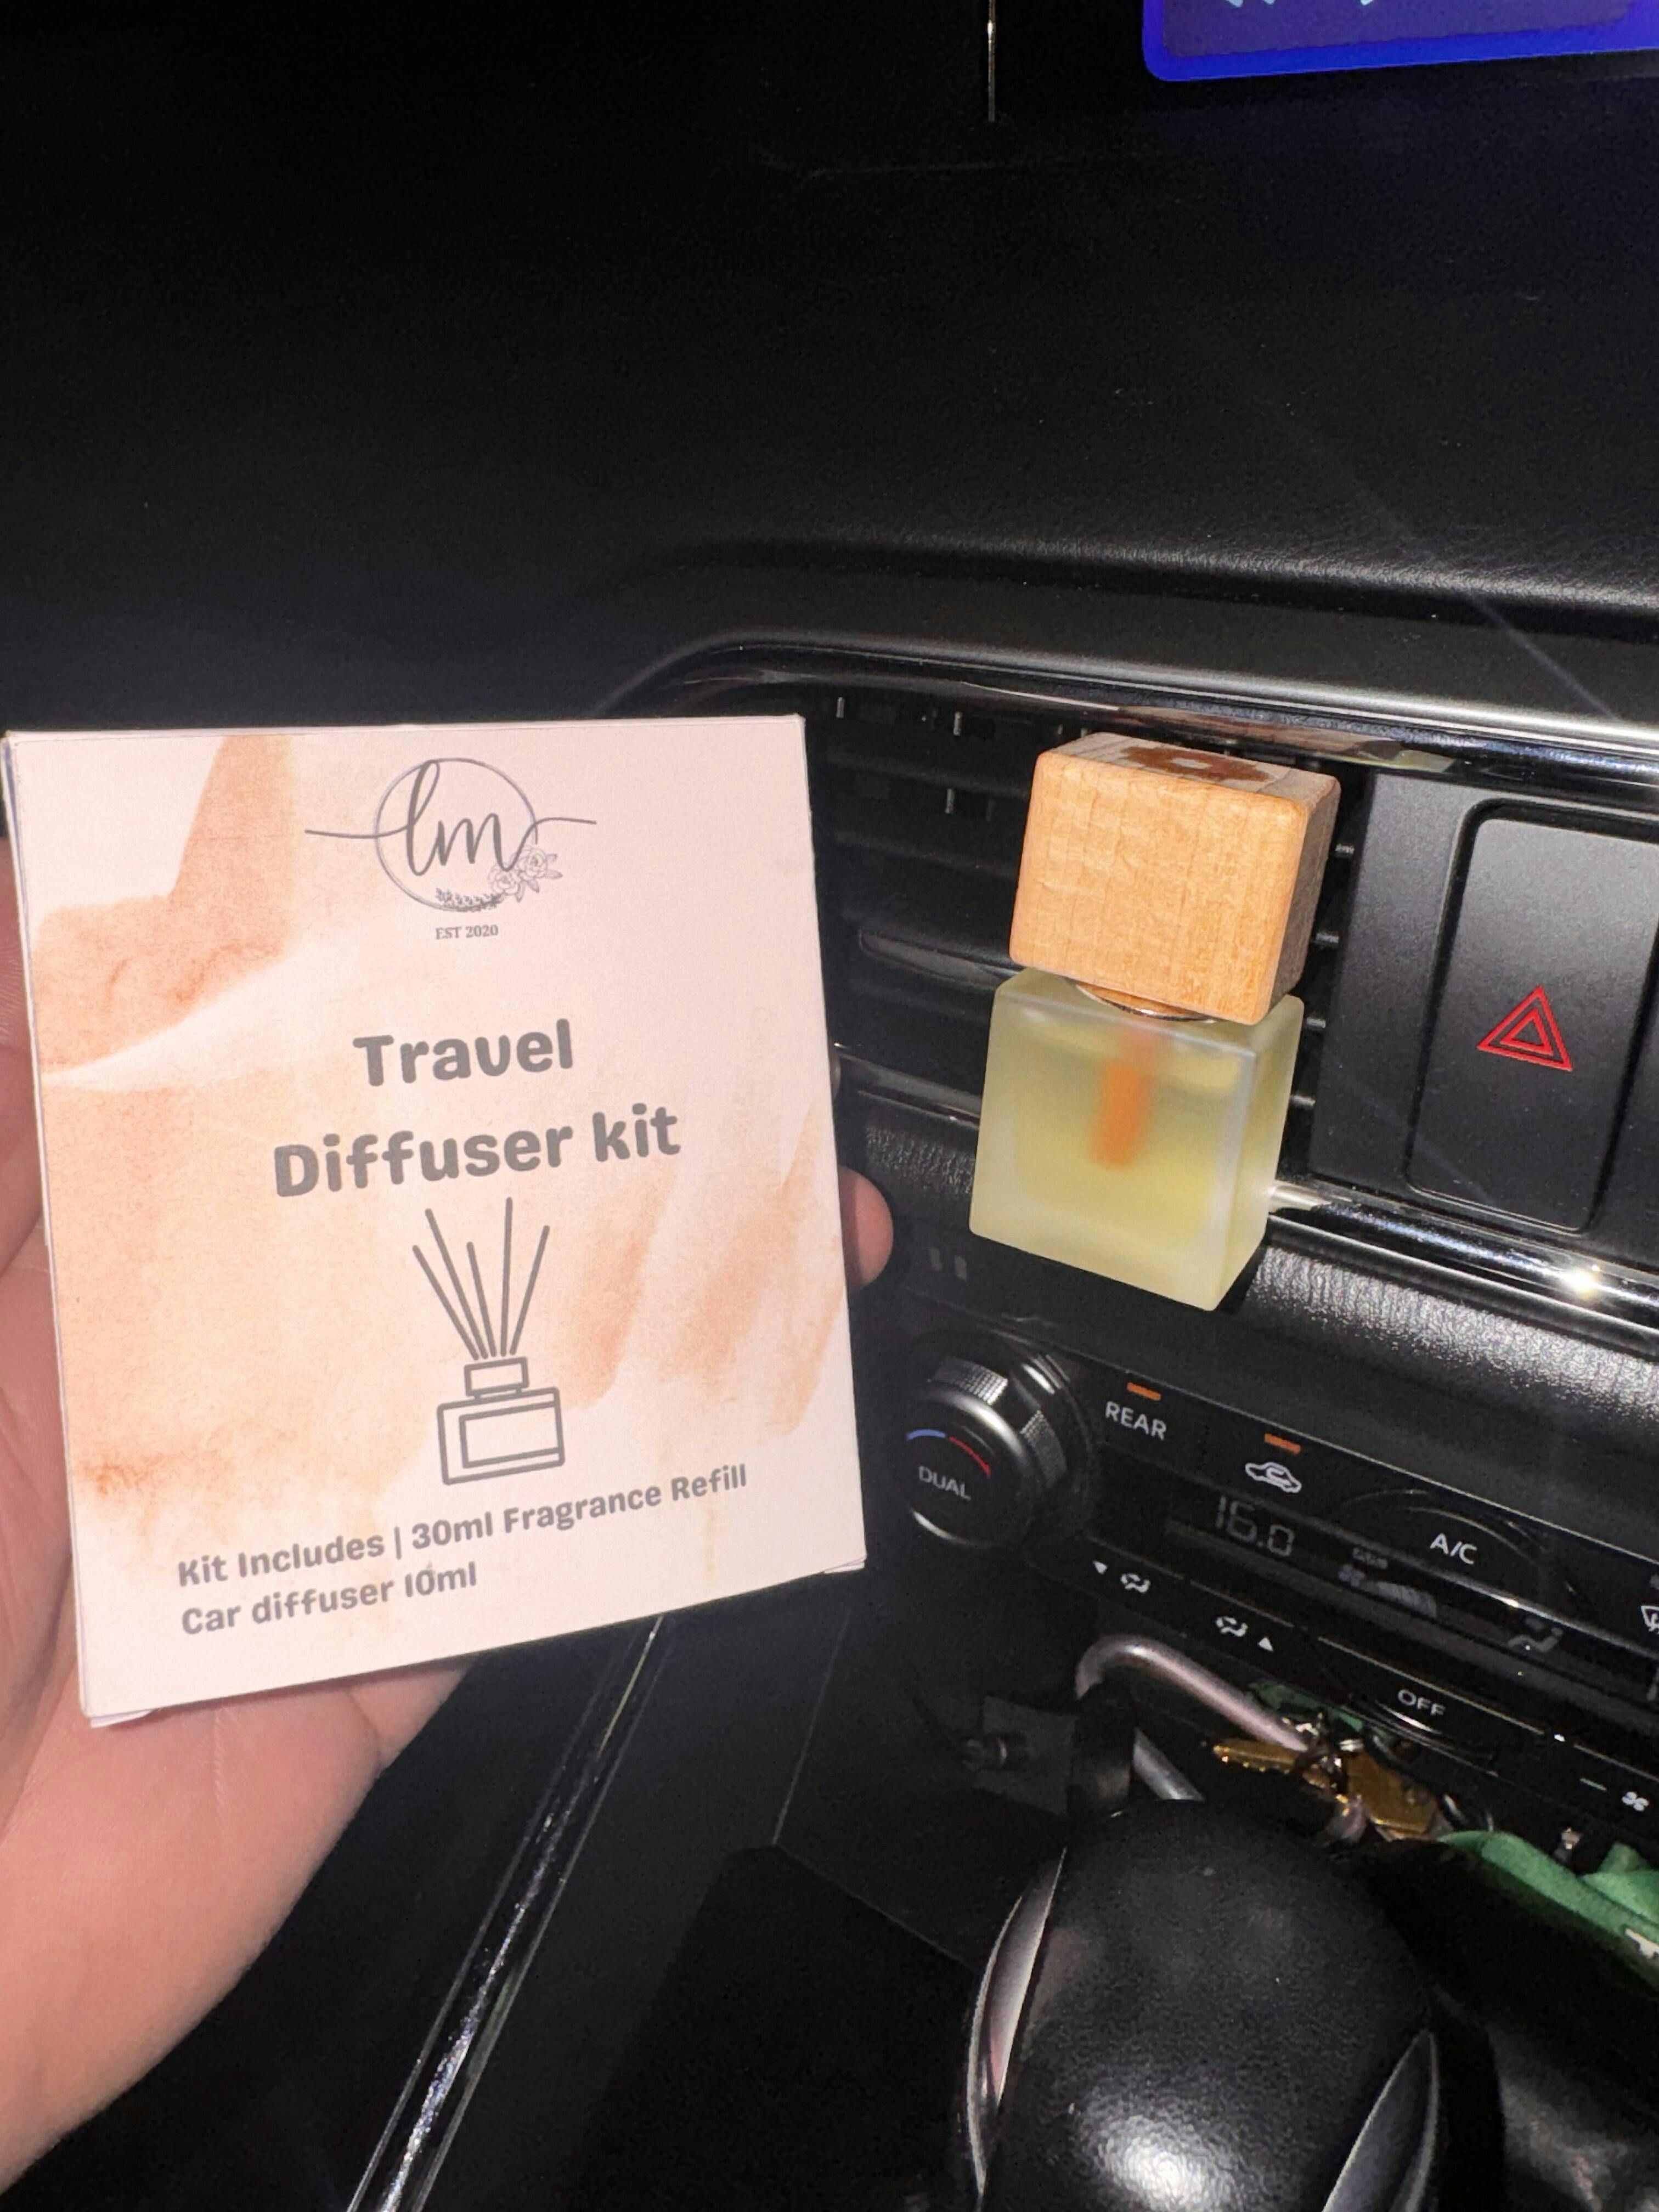 lm
EST 2020
Travel
Diffuser kit
Kit Includes | 30ml Fragrance Refill
Car diffuser 10ml
REAR
DUAL
16.0
A/C
OFF